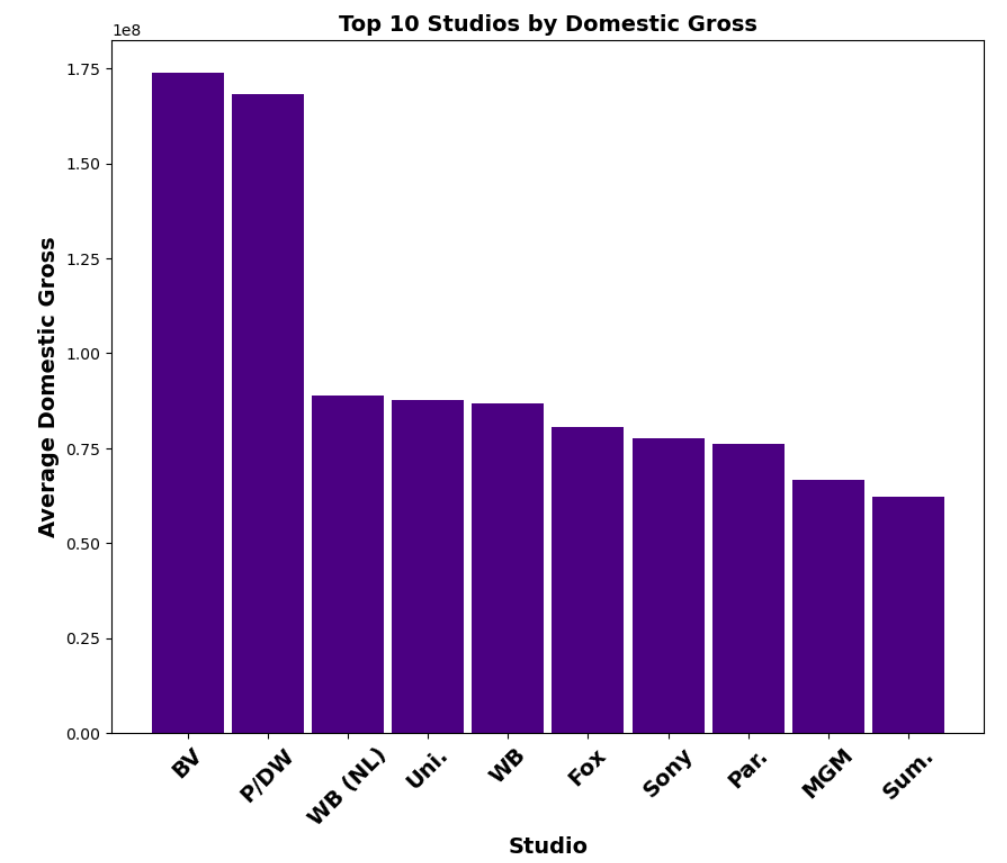 Top 10 Studios by Domestic Gross
1e8
1.75
1.50
1.25
1.00
0.75
0.50
0.25
0.00
Average Domestic Gross
BV
P/DW
WB (NL)
Uni.
WB
Fox
Sony
Par.
MGM
Sum.
Studio